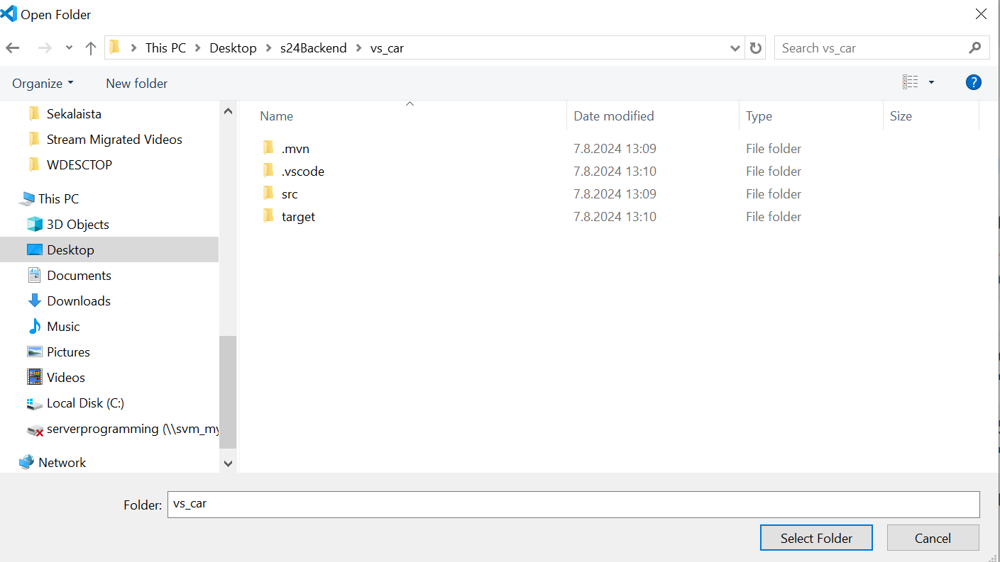 Open Folder
This PC > Desktop > s24Backend > vs_car
Search vs_car
Organize
New folder
Sekalaista
Stream Migrated Videos
WDESCTOP
This PC
3D Objects
Desktop
Documents
Downloads
Music
Pictures
Videos
Local Disk (C:)
serverprogramming (\\svm_my
Network
Name Date modified Type Size
.mvn 7.8.2024 13:09 File folder
.vscode 7.8.2024 13:10 File folder
src 7.8.2024 13:09 File folder
target 7.8.2024 13:10 File folder
Folder: vs_car
Select Folder Cancel